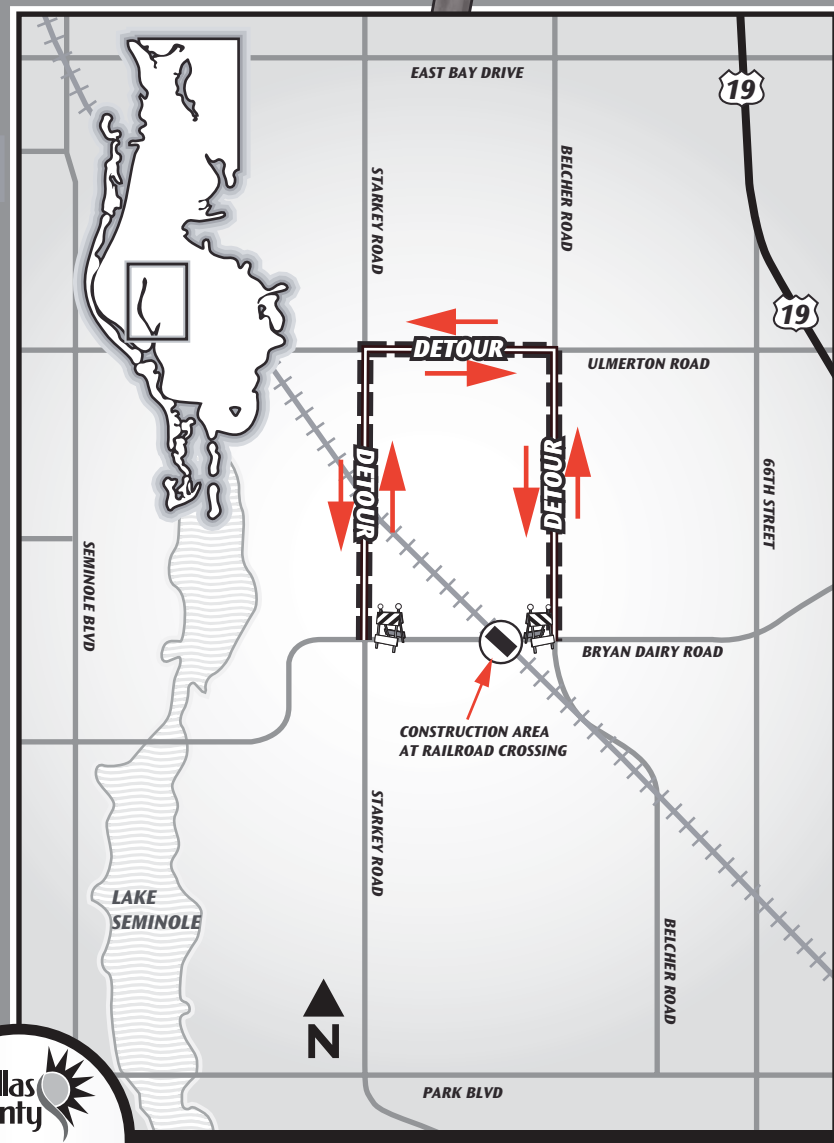 EAST BAY DRIVE
19
STARKEY ROAD
BELCHER ROAD
19
DETOUR
ULMERTON ROAD
DETOUR
DETOUR
66TH STREET
SEMINOLE BLVD
BRYAN DAIRY ROAD
CONSTRUCTION AREA
AT RAILROAD CROSSING
STARKEY ROAD
LAKE
SEMINOLE
BELCHER ROAD
N
PARK BLVD